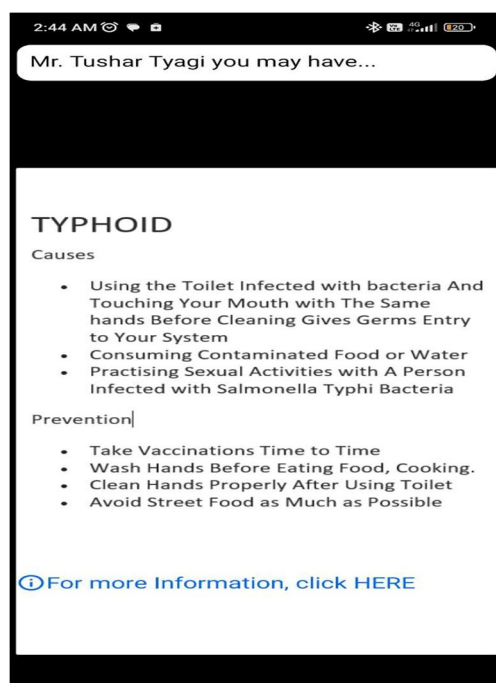 2:44 AM
4G
20
Mr. Tushar Tyagi you may have...
TYPHOID
Causes
• Using the Toilet Infected with bacteria And
Touching Your Mouth with The Same
hands Before Cleaning Gives Germs Entry
to Your System
• Consuming Contaminated Food or Water
• Practising Sexual Activities with A Person
Infected with Salmonella Typhi Bacteria
Prevention
• Take Vaccinations Time to Time
• Wash Hands Before Eating Food, Cooking.
• Clean Hands Properly After Using Toilet
• Avoid Street Food as Much as Possible
For more Information, click HERE